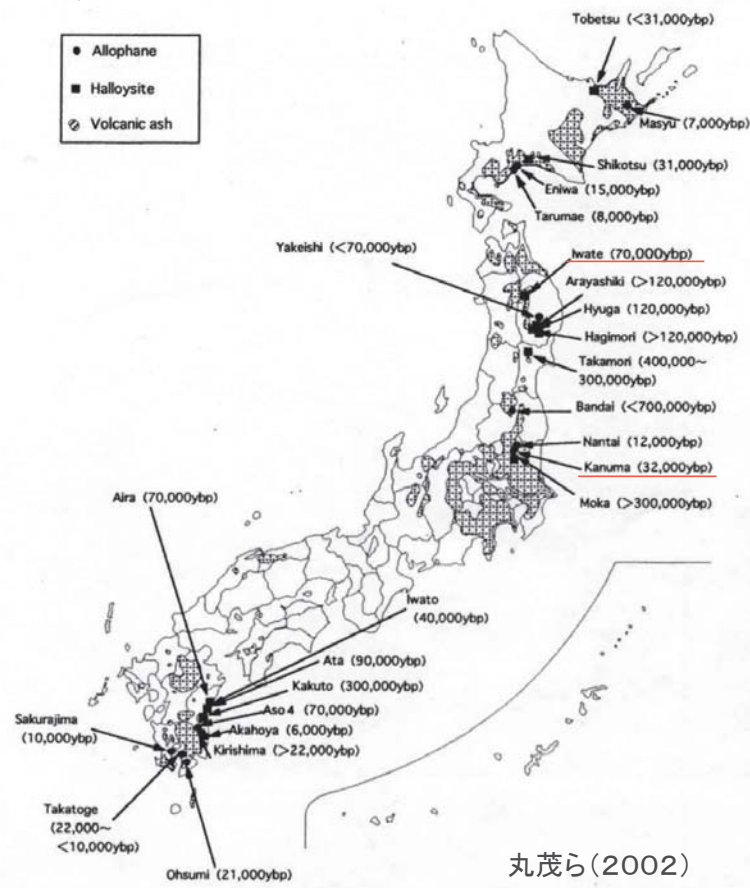 Allophane
Halloysite
Volcanic ash
Tobetsu (<31,000ybp)
Masyu (7,000ybp)
Shikotsu (31,000ybp)
Eniwa (15,000ybp)
Tarumae (8,000ybp)
Yakeishi (<70,000ybp)
Iwate (70,000ybp)
Arayashiki (>120,000ybp)
Hyuga (120,000ybp)
Hagimori (>120,000ybp)
Takamori (400,000~
300,000ybp)
Bandai (<700,000ybp)
Nantai (12,000ybp)
Kanuma (32,000ybp)
Moka (>300,000ybp)
Aira (70,000ybp)
Iwato
(40,000ybp)
Ata (90,000ybp)
Kakuto (300,000ybp)
Aso 4 (70,000ybp)
Akahoya (6,000ybp)
Kirishima (>22,000ybp)
Sakurajima
(10,000ybp)
Takatoge
(22,000~
<10,000ybp)
Ohsumi (21,000ybp)
丸茂ら(2002)